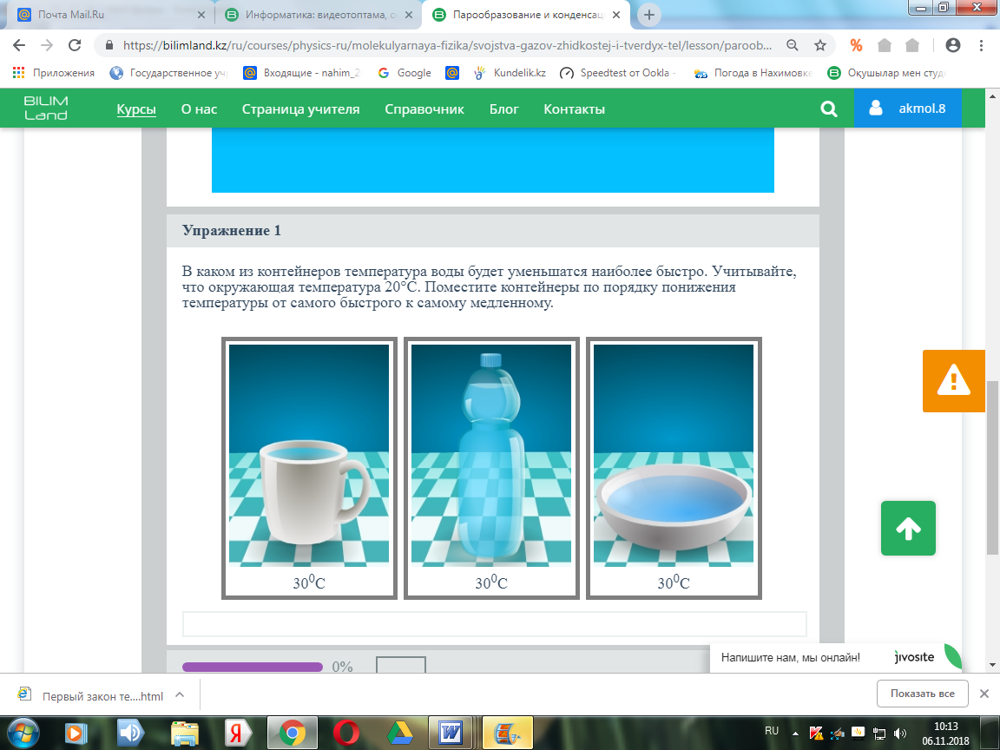 Почта Mail.Ru
Информатика: видеотоптама, о
Парообразование и конденсац
https://bilimland.kz/ru/courses/physics-ru/molekulyarnaya-fizika/svojstva-gazov-zhidkostej-i-tverdyx-tel/lesson/paroob...
Приложения
Государственное уч
Входящие - nahim_2
Google
Kundelik.kz
Speedtest от Ookla -
Погода в Нахимовке
Оқушылар мен студ
BILIM Land
Курсы
О нас
Страница учителя
Справочник
Блог
Контакты
akmol.8
Упражнение 1
В каком из контейнеров температура воды будет уменьшатся наиболее быстро. Учитывайте,
что окружающая температура 20°С. Поместите контейнеры по порядку понижения
температуры от самого быстрого к самому медленному.
30⁰С
30⁰С
30⁰С
0%
Напишите нам, мы онлайн!
jivosite
Первый закон те....html
Показать все
RU
10:13
06.11.2018